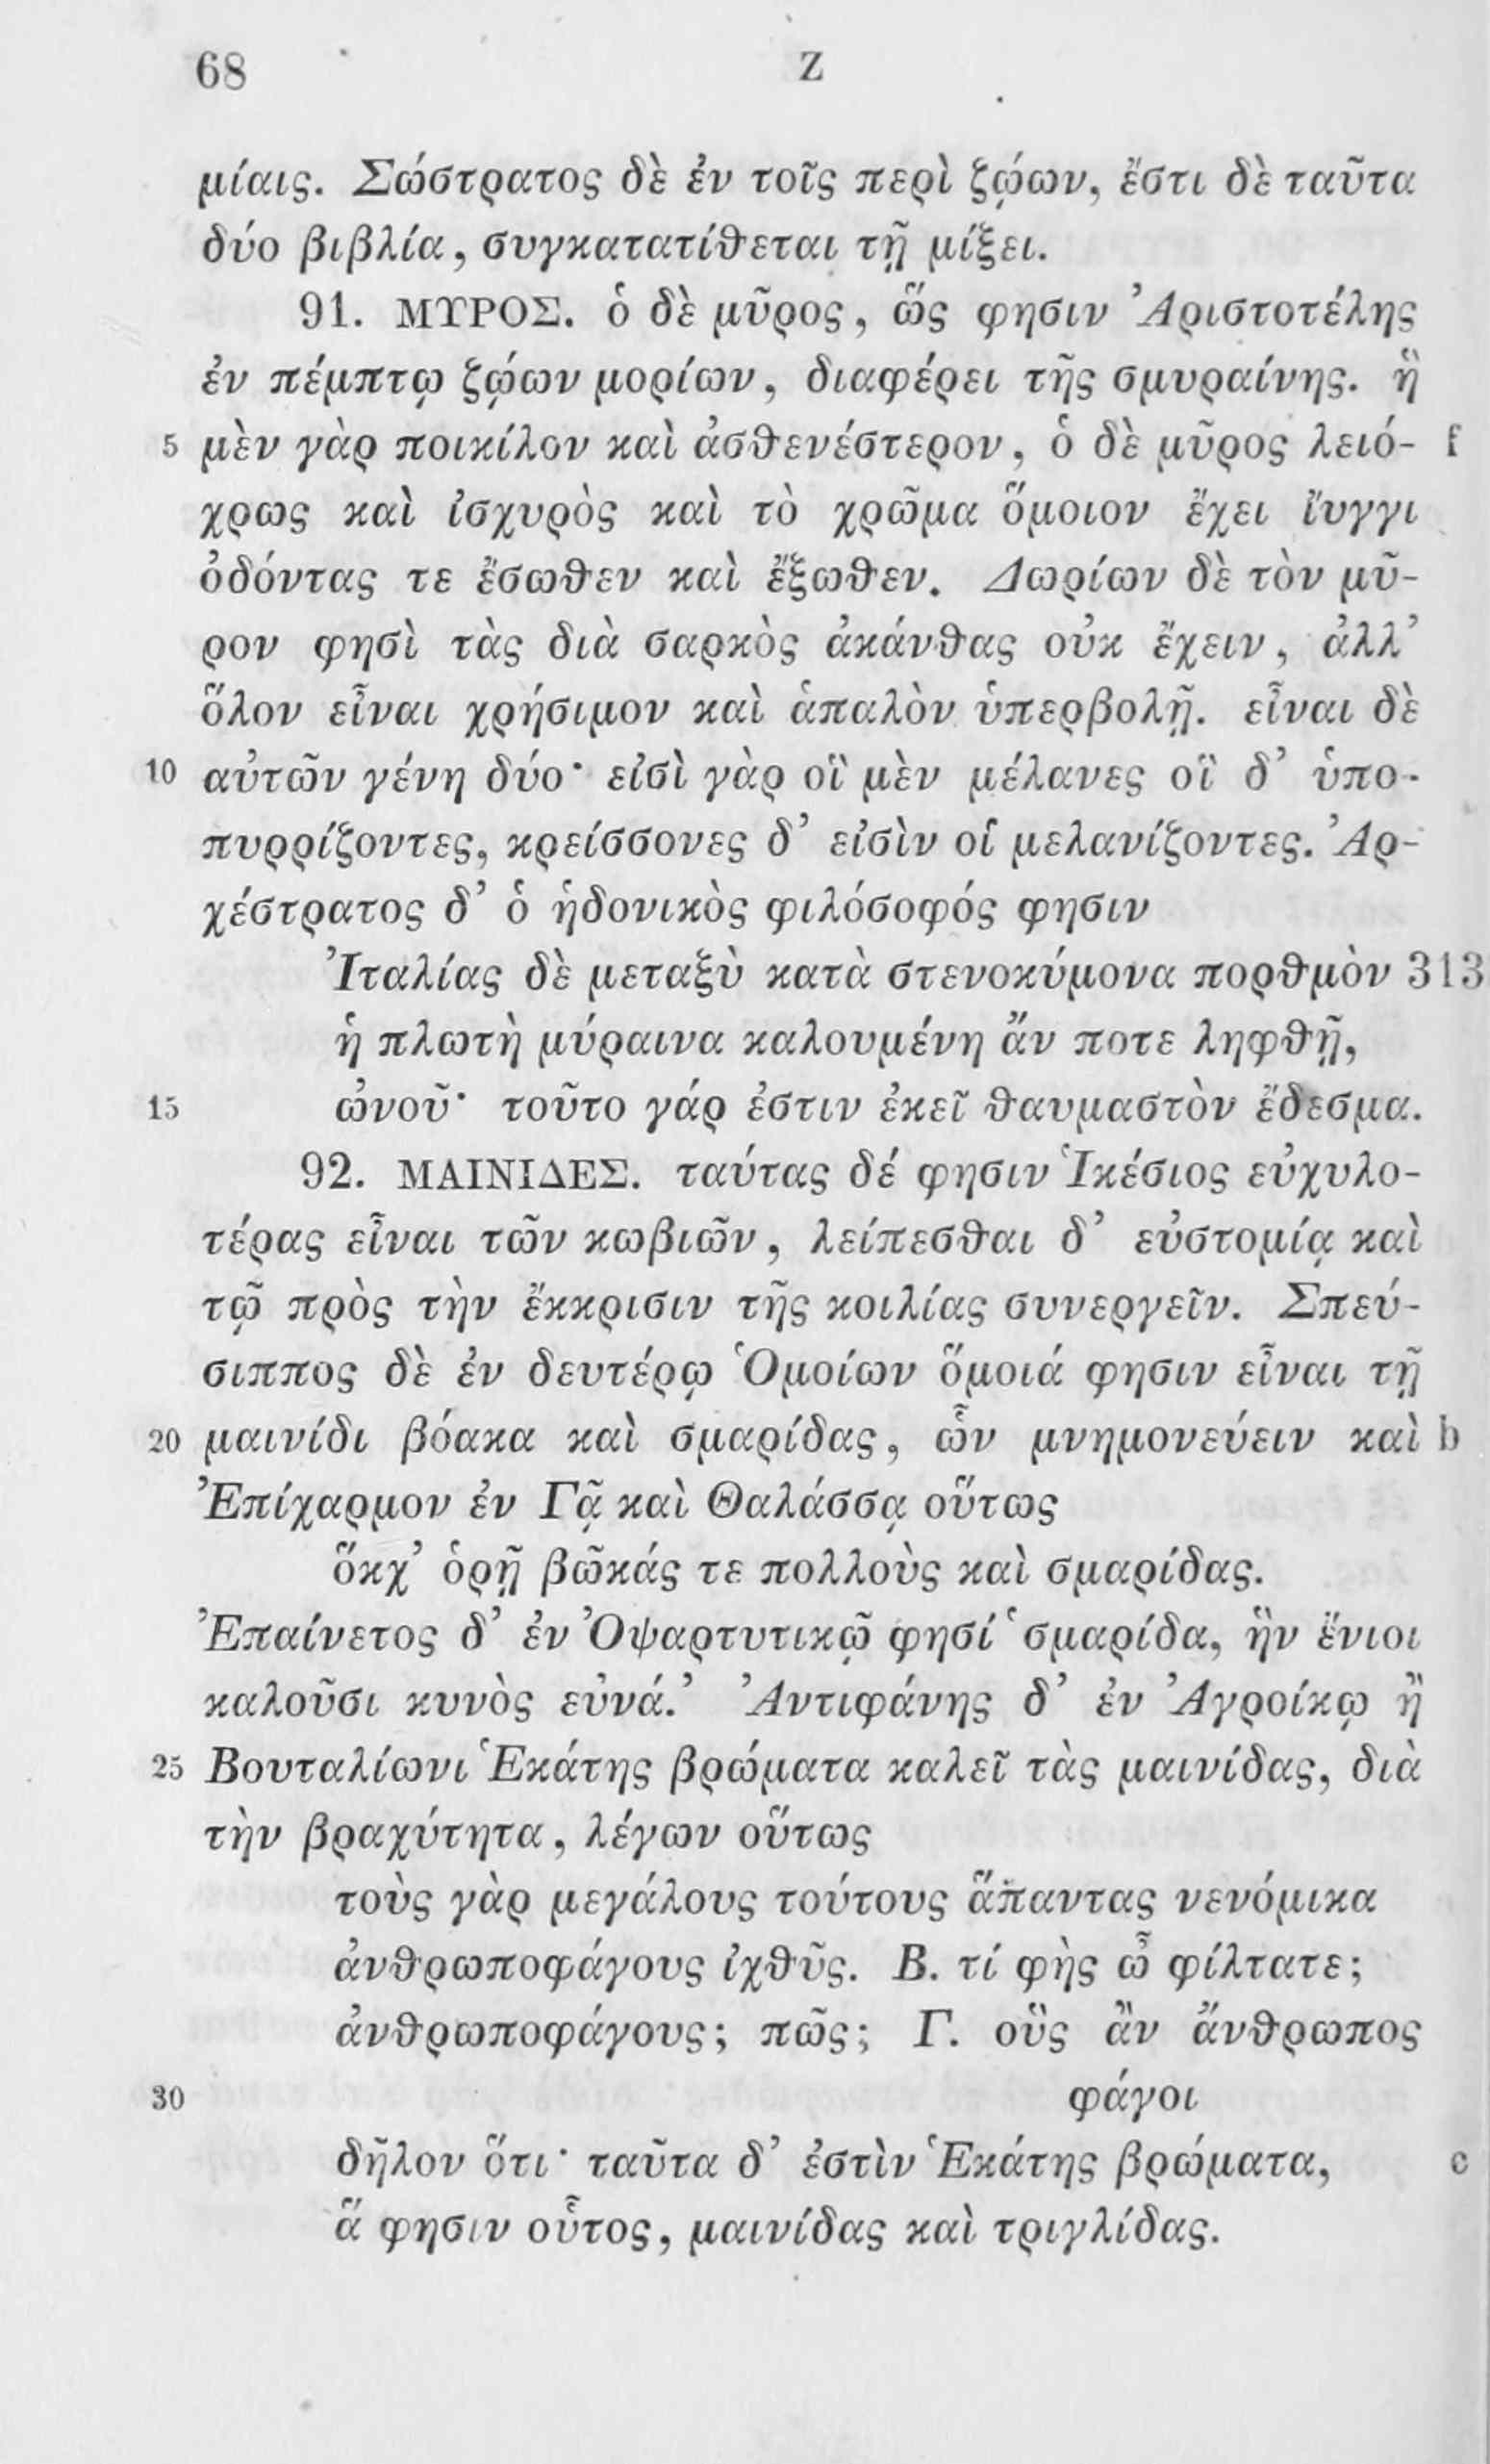 68 Z
μίαις. Σώστρατος δὲ ἐν τοῖς περὶ ζῴων, ἔστι δὲ ταῦτα
δύο βιβλία, συγκατατίθεται τῇ μίξει.
91. ΜΥΡΟΣ. ὁ δὲ μῦρος, ὥς φησιν Ἀριστοτέλης
ἐν πέμπτῳ ζῴων μορίων, διαφέρει τῆς σμυραίνης. ἣ
5 μὲν γὰρ ποικίλον καὶ ἀσθενέστερον, ὁ δὲ μῦρος λειό- f
χρως καὶ ἰσχυρὸς καὶ τὸ χρῶμα ὅμοιον ἔχει ἴυγγι
ὀδόντας τε ἔσωθεν καὶ ἔξωθεν. Δωρίων δὲ τὸν μῦ-
ρον φησὶ τὰς διὰ σαρκὸς ἀκάνθας οὐκ ἔχειν, ἀλλ’
ὅλον εἶναι χρήσιμον καὶ ἁπαλὸν ὑπερβολῇ. εἶναι δὲ
10 αὐτῶν γένη δύο· εἰσὶ γὰρ οἳ μὲν μέλανες οἳ δ’ ὑπο-
πυρρίζοντες, κρείσσονες δ’ εἰσὶν οἱ μελανίζοντες. Ἀρ-
χέστρατος δ’ ὁ ἡδονικὸς φιλόσοφός φησιν
Ἰταλίας δὲ μεταξὺ κατὰ στενοκύμονα πορθμὸν 313
ἡ πλωτὴ μύραινα καλουμένη ἄν ποτε ληφθῇ,
15 ὠνοῦ· τοῦτο γάρ ἐστιν ἐκεῖ θαυμαστὸν ἔδεσμα.
92. ΜΑΙΝΙΔΕΣ. ταύτας δέ φησιν Ἱκέσιος εὐχυλο-
τέρας εἶναι τῶν κωβιῶν, λείπεσθαι δ’ εὐστομίᾳ καὶ
τῷ πρὸς τὴν ἔκκρισιν τῆς κοιλίας συνεργεῖν. Σπεύ-
σιππος δὲ ἐν δευτέρῳ Ὁμοίων ὅμοιά φησιν εἶναι τῇ
20 μαινίδι βόακα καὶ σμαρίδας, ὧν μνημονεύειν καὶ b
Ἐπίχαρμον ἐν Γᾷ καὶ Θαλάσσᾳ οὕτως
ὅκχ’ ὁρῇ βῶκάς τε πολλοὺς καὶ σμαρίδας.
Ἐπαίνετος δ’ ἐν Ὀψαρτυτικῷ φησί ‘σμαρίδα, ἣν ἔνιοι
καλοῦσι κυνὸς εὐνά.’ Ἀντιφάνης δ’ ἐν Ἀγροίκῳ ἢ
25 Βουταλίωνι Ἑκάτης βρώματα καλεῖ τὰς μαινίδας, διὰ
τὴν βραχύτητα, λέγων οὕτως
τοὺς γὰρ μεγάλους τούτους ἅπαντας νενόμικα
ἀνθρωποφάγους ἰχθῦς. Β. τί φὴς ὦ φίλτατε;
ἀνθρωποφάγους; πῶς; Γ. οὓς ἂν ἄνθρωπος
30 φάγοι
δῆλον ὅτι· ταῦτα δ’ ἐστὶν Ἑκάτης βρώματα, c
ἅ φησιν οὗτος, μαινίδας καὶ τριγλίδας.